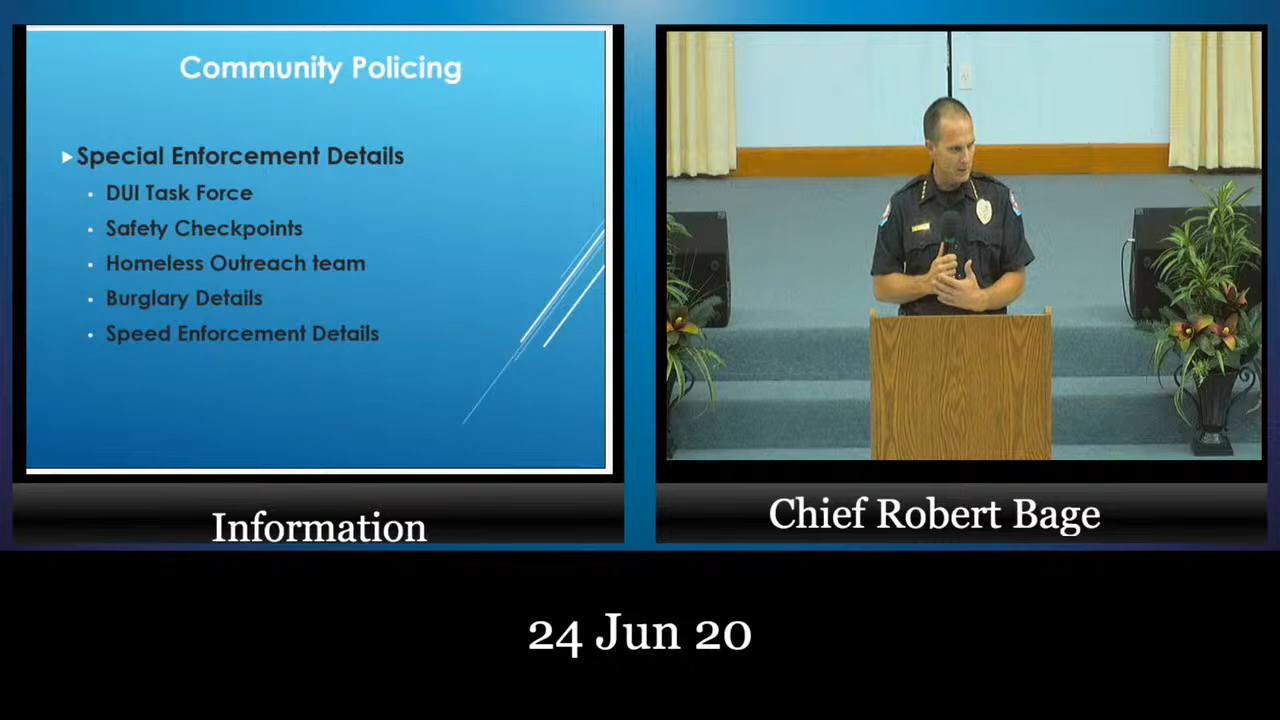 Community Policing
Special Enforcement Details
DUI Task Force
Safety Checkpoints
Homeless Outreach team
Burglary Details
Speed Enforcement Details
Information
Chief Robert Bage
24 Jun 20